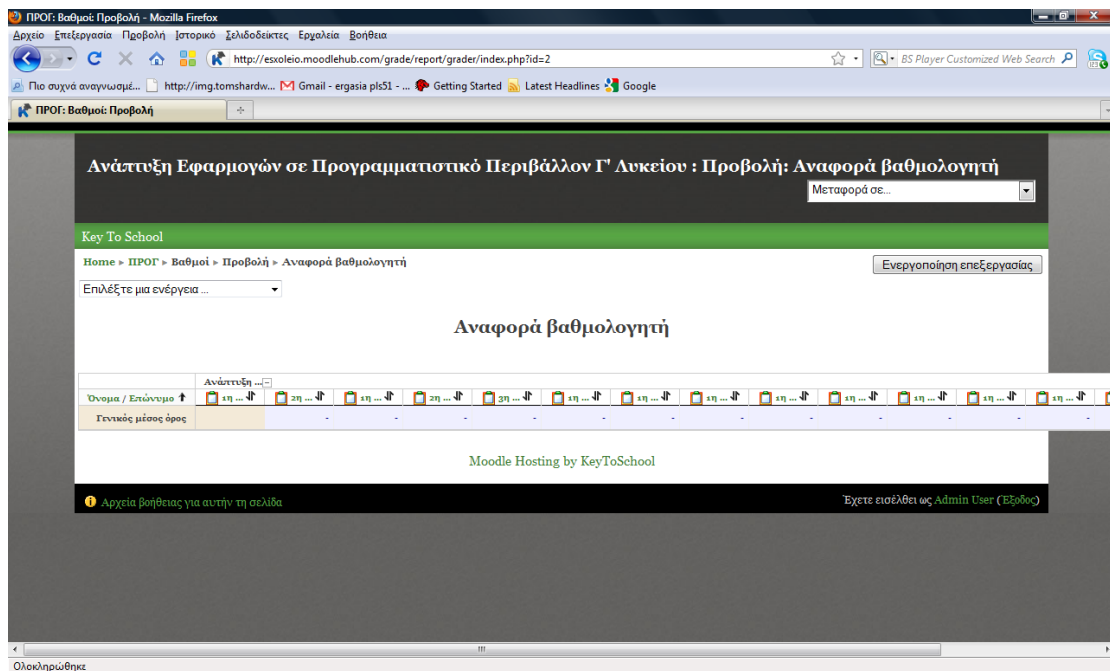 ΠΡΟΓ: Βαθμοί: Προβολή - Mozilla Firefox
Αρχείο Επεξεργασία Προβολή Ιστορικό Σελιδοδείκτες Εργαλεία Βοήθεια
http://esxoleio.moodlehub.com/grade/report/grader/index.php?id=2 BS Player Customized Web Search
Πιο συχνά αναγνωσμέ... http://img.tomshardw... Gmail - ergasia pls51 - ... Getting Started Latest Headlines Google
ΠΡΟΓ: Βαθμοί: Προβολή
Ανάπτυξη Εφαρμογών σε Προγραμματιστικό Περιβάλλον Γ' Λυκείου : Προβολή: Αναφορά βαθμολογητή
Μεταφορά σε...
Key To School
Home ► ΠΡΟΓ ► Βαθμοί ► Προβολή ► Αναφορά βαθμολογητή Ενεργοποίηση επεξεργασίας
Επιλέξτε μια ενέργεια ...
Αναφορά βαθμολογητή
Ανάπτυξη ...
Όνομα / Επώνυμο 1η ... 2η ... 1η ... 2η ... 3η ... 1η ... 1η ... 1η ... 1η ... 1η ... 1η ... 1η ... 1η ...
Γενικός μέσος όρος - - - - - - - - - - - -
Moodle Hosting by KeyToSchool
Αρχεία βοήθειας για αυτήν τη σελίδα Έχετε εισέλθει ως Admin User (Έξοδος)
Ολοκληρώθηκε